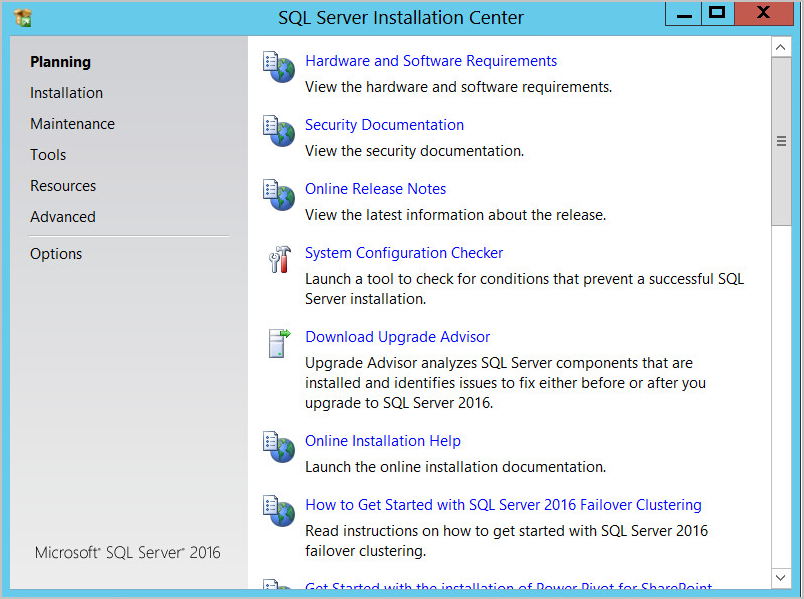 SQL Server Installation Center
Planning
Installation
Maintenance
Tools
Resources
Advanced
Options
Microsoft® SQL Server® 2016
Hardware and Software Requirements
View the hardware and software requirements.
Security Documentation
View the security documentation.
Online Release Notes
View the latest information about the release.
System Configuration Checker
Launch a tool to check for conditions that prevent a successful SQL
Server installation.
Download Upgrade Advisor
Upgrade Advisor analyzes SQL Server components that are
installed and identifies issues to fix either before or after you
upgrade to SQL Server 2016.
Online Installation Help
Launch the online installation documentation.
How to Get Started with SQL Server 2016 Failover Clustering
Read instructions on how to get started with SQL Server 2016
failover clustering.
Get Started with the installation of Power Pivot for SharePoint